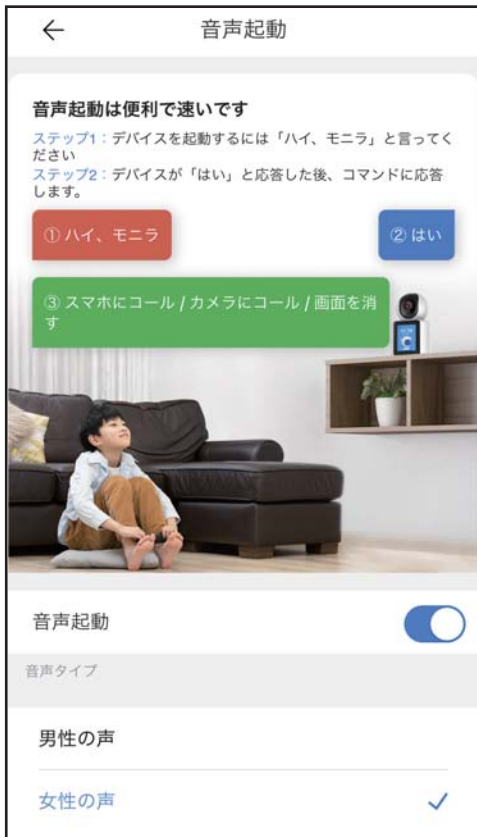 音声起動
音声起動は便利で速いです
ステップ1：デバイスを起動するには「ハイ、モニラ」と言ってく
ださい
ステップ2：デバイスが「はい」と応答した後、コマンドに応答
します。
① ハイ、モニラ
② はい
③ スマホにコール / カメラにコール / 画面を消
す
音声起動
音声タイプ
男性の声
女性の声